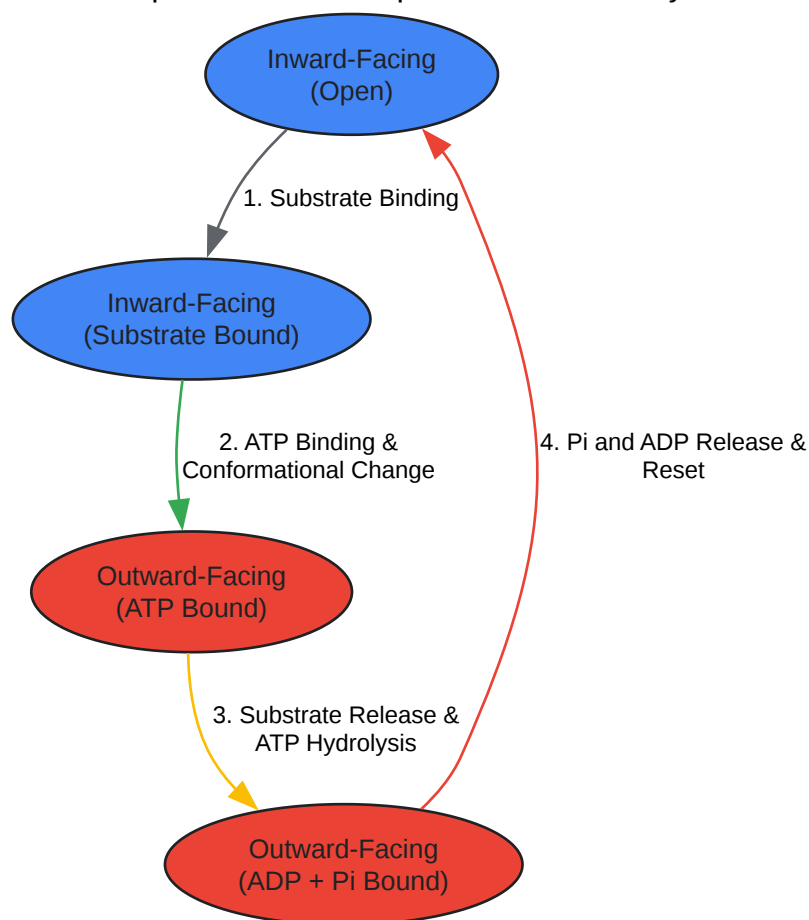 Inward-Facing
(Open)
1. Substrate Binding
Inward-Facing
(Substrate Bound)
2. ATP Binding &
Conformational Change
4. Pi and ADP Release &
Reset
Outward-Facing
(ATP Bound)
3. Substrate Release &
ATP Hydrolysis
Outward-Facing
(ADP + Pi Bound)